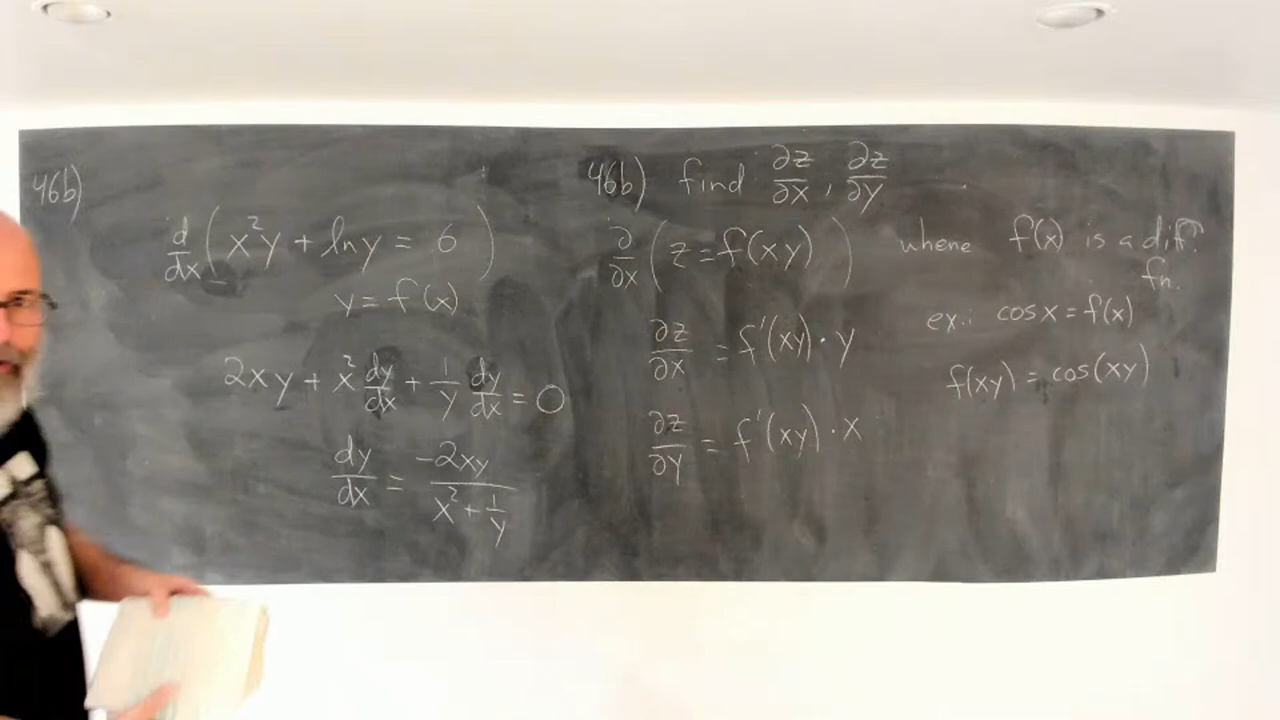 46b)
d/dx (x²y + ln y = 6)
y = f(x)
2xy + x² dy/dx + 1/y dy/dx = 0
dy/dx = -2xy / (x² + 1/y)
46b) find ∂z/∂x, ∂z/∂y
∂/∂x (z = f(xy)) where f(x) is a diff.
fn.
∂z/∂x = f'(xy) · y
∂z/∂y = f'(xy) · x
ex.: cos x = f(x)
f(xy) = cos(xy)